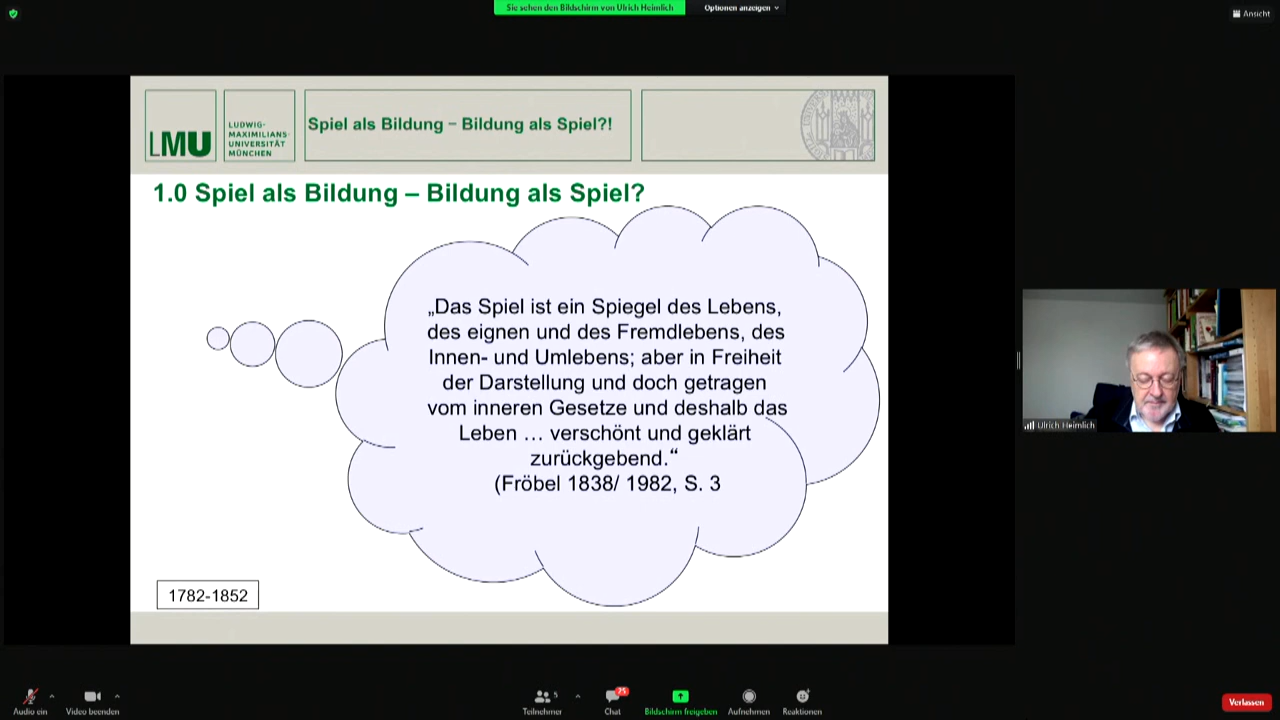 Sie sehen den Bildschirm von Ulrich Heimlich
Optionen anzeigen
Ansicht
LMU
LUDWIG-
MAXIMILIANS-
UNIVERSITÄT
MÜNCHEN
Spiel als Bildung – Bildung als Spiel?!
1.0 Spiel als Bildung – Bildung als Spiel?
„Das Spiel ist ein Spiegel des Lebens,
des eignen und des Fremdlebens, des
Innen- und Umlebens; aber in Freiheit
der Darstellung und doch getragen
vom inneren Gesetze und deshalb das
Leben … verschönt und geklärt
zurückgebend.“
(Fröbel 1838/ 1982, S. 3
1782-1852
Ulrich Heimlich
Audio ein
Video beenden
5
Teilnehmer
25
Chat
Bildschirm freigeben
Aufnehmen
Reaktionen
Verlassen